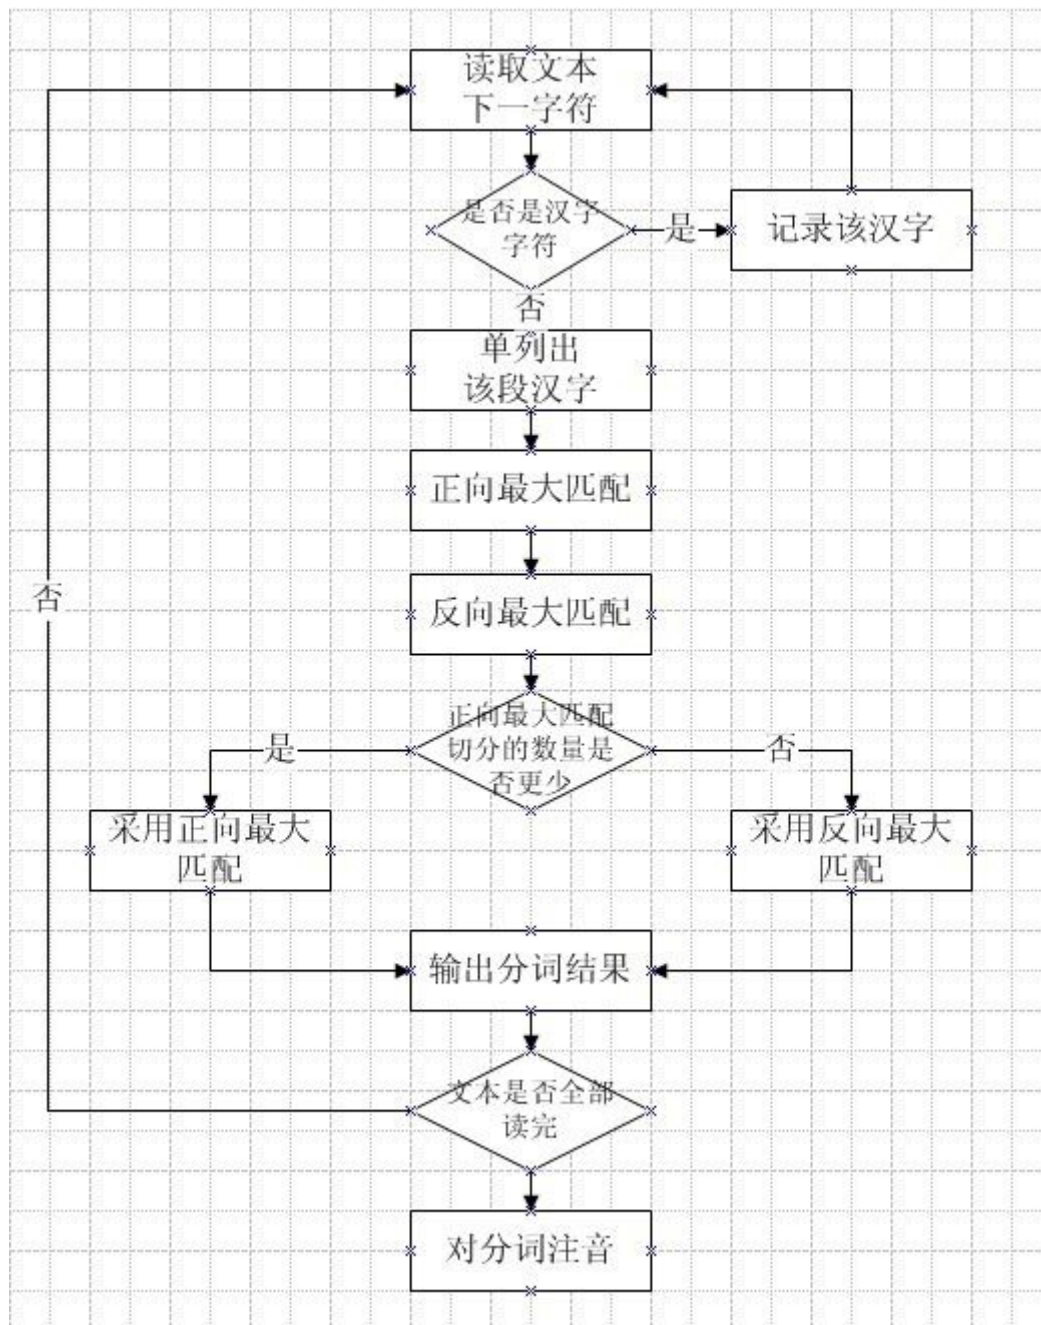 读取文本
下一字符
是否是汉字
字符
是
记录该汉字
否
单列出
该段汉字
正向最大匹配
反向最大匹配
否
正向最大匹配
切分的数量是
否更少
是
否
采用正向最大
匹配
采用反向最大
匹配
输出分词结果
文本是否全部
读完
对分词注音